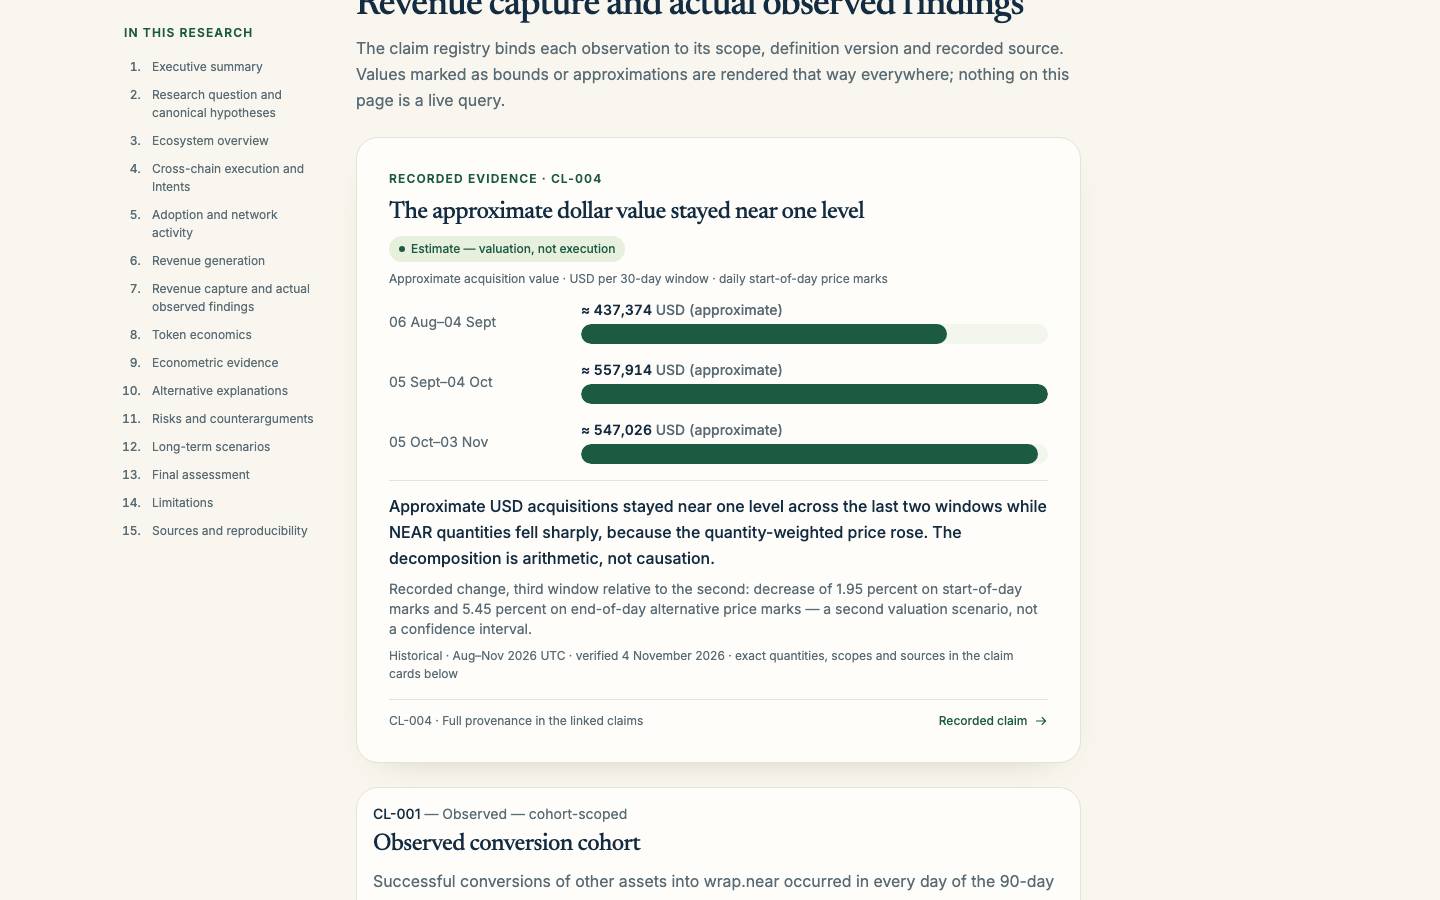 IN THIS RESEARCH
1. Executive summary
2. Research question and
canonical hypotheses
3. Ecosystem overview
4. Cross-chain execution and
Intents
5. Adoption and network
activity
6. Revenue generation
7. Revenue capture and actual
observed findings
8. Token economics
9. Econometric evidence
10. Alternative explanations
11. Risks and counterarguments
12. Long-term scenarios
13. Final assessment
14. Limitations
15. Sources and reproducibility
Revenue capture and actual observed findings
The claim registry binds each observation to its scope, definition version and recorded source.
Values marked as bounds or approximations are rendered that way everywhere; nothing on this
page is a live query.
RECORDED EVIDENCE · CL-004
The approximate dollar value stayed near one level
Estimate — valuation, not execution
Approximate acquisition value · USD per 30-day window · daily start-of-day price marks
06 Aug–04 Sept
≈ 437,374 USD (approximate)
05 Sept–04 Oct
≈ 557,914 USD (approximate)
05 Oct–03 Nov
≈ 547,026 USD (approximate)
Approximate USD acquisitions stayed near one level across the last two windows while
NEAR quantities fell sharply, because the quantity-weighted price rose. The
decomposition is arithmetic, not causation.
Recorded change, third window relative to the second: decrease of 1.95 percent on start-of-day
marks and 5.45 percent on end-of-day alternative price marks — a second valuation scenario, not
a confidence interval.
Historical · Aug–Nov 2026 UTC · verified 4 November 2026 · exact quantities, scopes and sources in the claim
cards below
CL-004 · Full provenance in the linked claims
Recorded claim →
CL-001 — Observed — cohort-scoped
Observed conversion cohort
Successful conversions of other assets into wrap.near occurred in every day of the 90-day